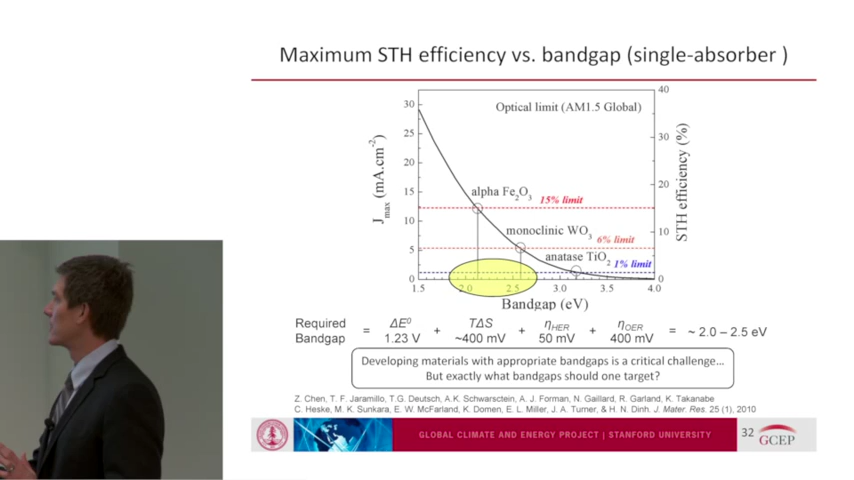 Maximum STH efficiency vs. bandgap (single-absorber )
Optical limit (AM1.5 Global)
30
25
20
15
10
5
0
J max (mA.cm-2)
40
30
20
10
0
STH efficiency (%)
alpha Fe2O3 15% limit
monoclinic WO3 6% limit
anatase TiO2 1% limit
1.5 2.0 2.5 3.0 3.5 4.0
Bandgap (eV)
Required Bandgap = ΔE0 1.23 V + TΔS ~400 mV + ηHER 50 mV + ηOER 400 mV = ~ 2.0 – 2.5 eV
Developing materials with appropriate bandgaps is a critical challenge…
But exactly what bandgaps should one target?
Z. Chen, T. F. Jaramillo, T.G. Deutsch, A.K. Schwarsctein, A. J. Forman, N. Gaillard, R. Garland, K. Takanabe
C. Heske, M. K. Sunkara, E. W. McFarland, K. Domen, E. L. Miller, J. A. Turner, & H. N. Dinh. J. Mater. Res. 25 (1), 2010
GLOBAL CLIMATE AND ENERGY PROJECT | STANFORD UNIVERSITY
32
GCEP